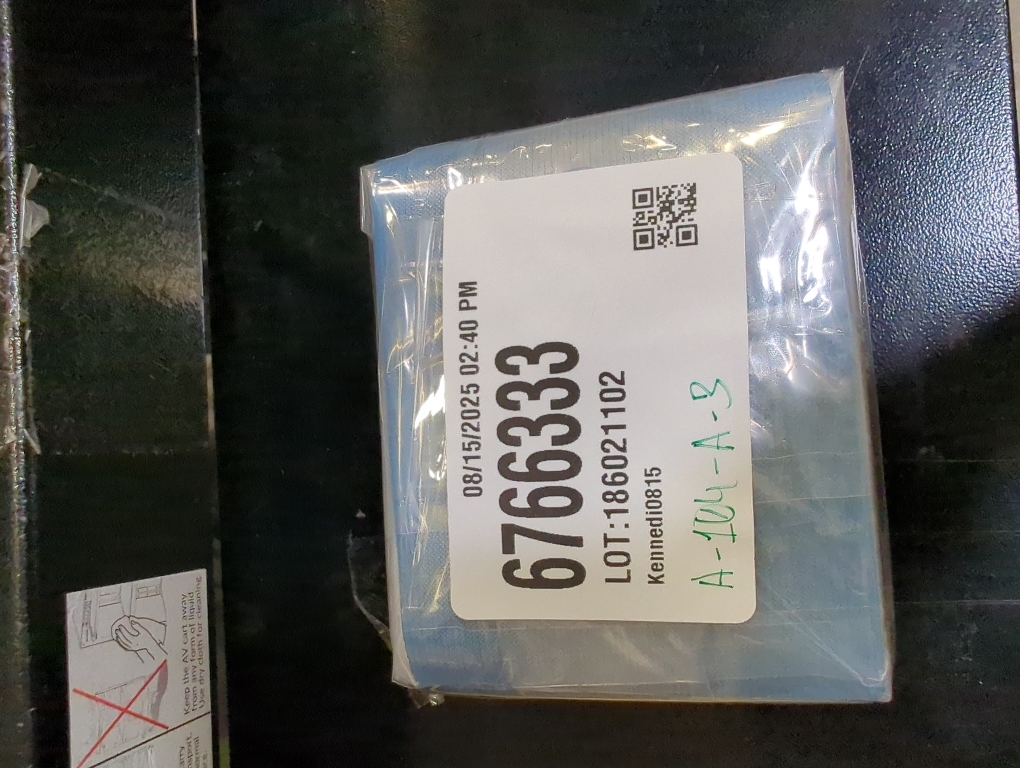 08/15/2025 02:40 PM
6766333
LOT:186021102
Kennedi0815
A-104-A-3
Keep the AV cart away
from any form of liquid
Use dry cloth for cleaning